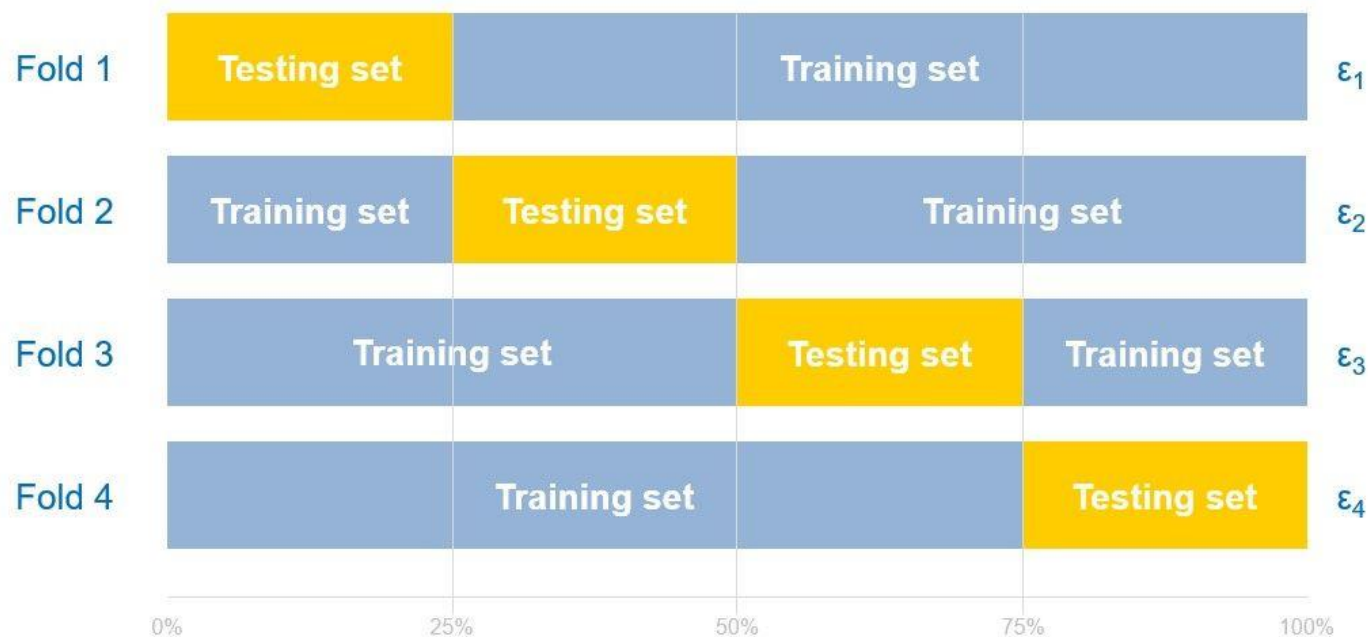 Fold 1 Testing set Training set ε₁
Fold 2 Training set Testing set Training set ε₂
Fold 3 Training set Testing set Training set ε₃
Fold 4 Training set Testing set ε₄
0% 25% 50% 75% 100%